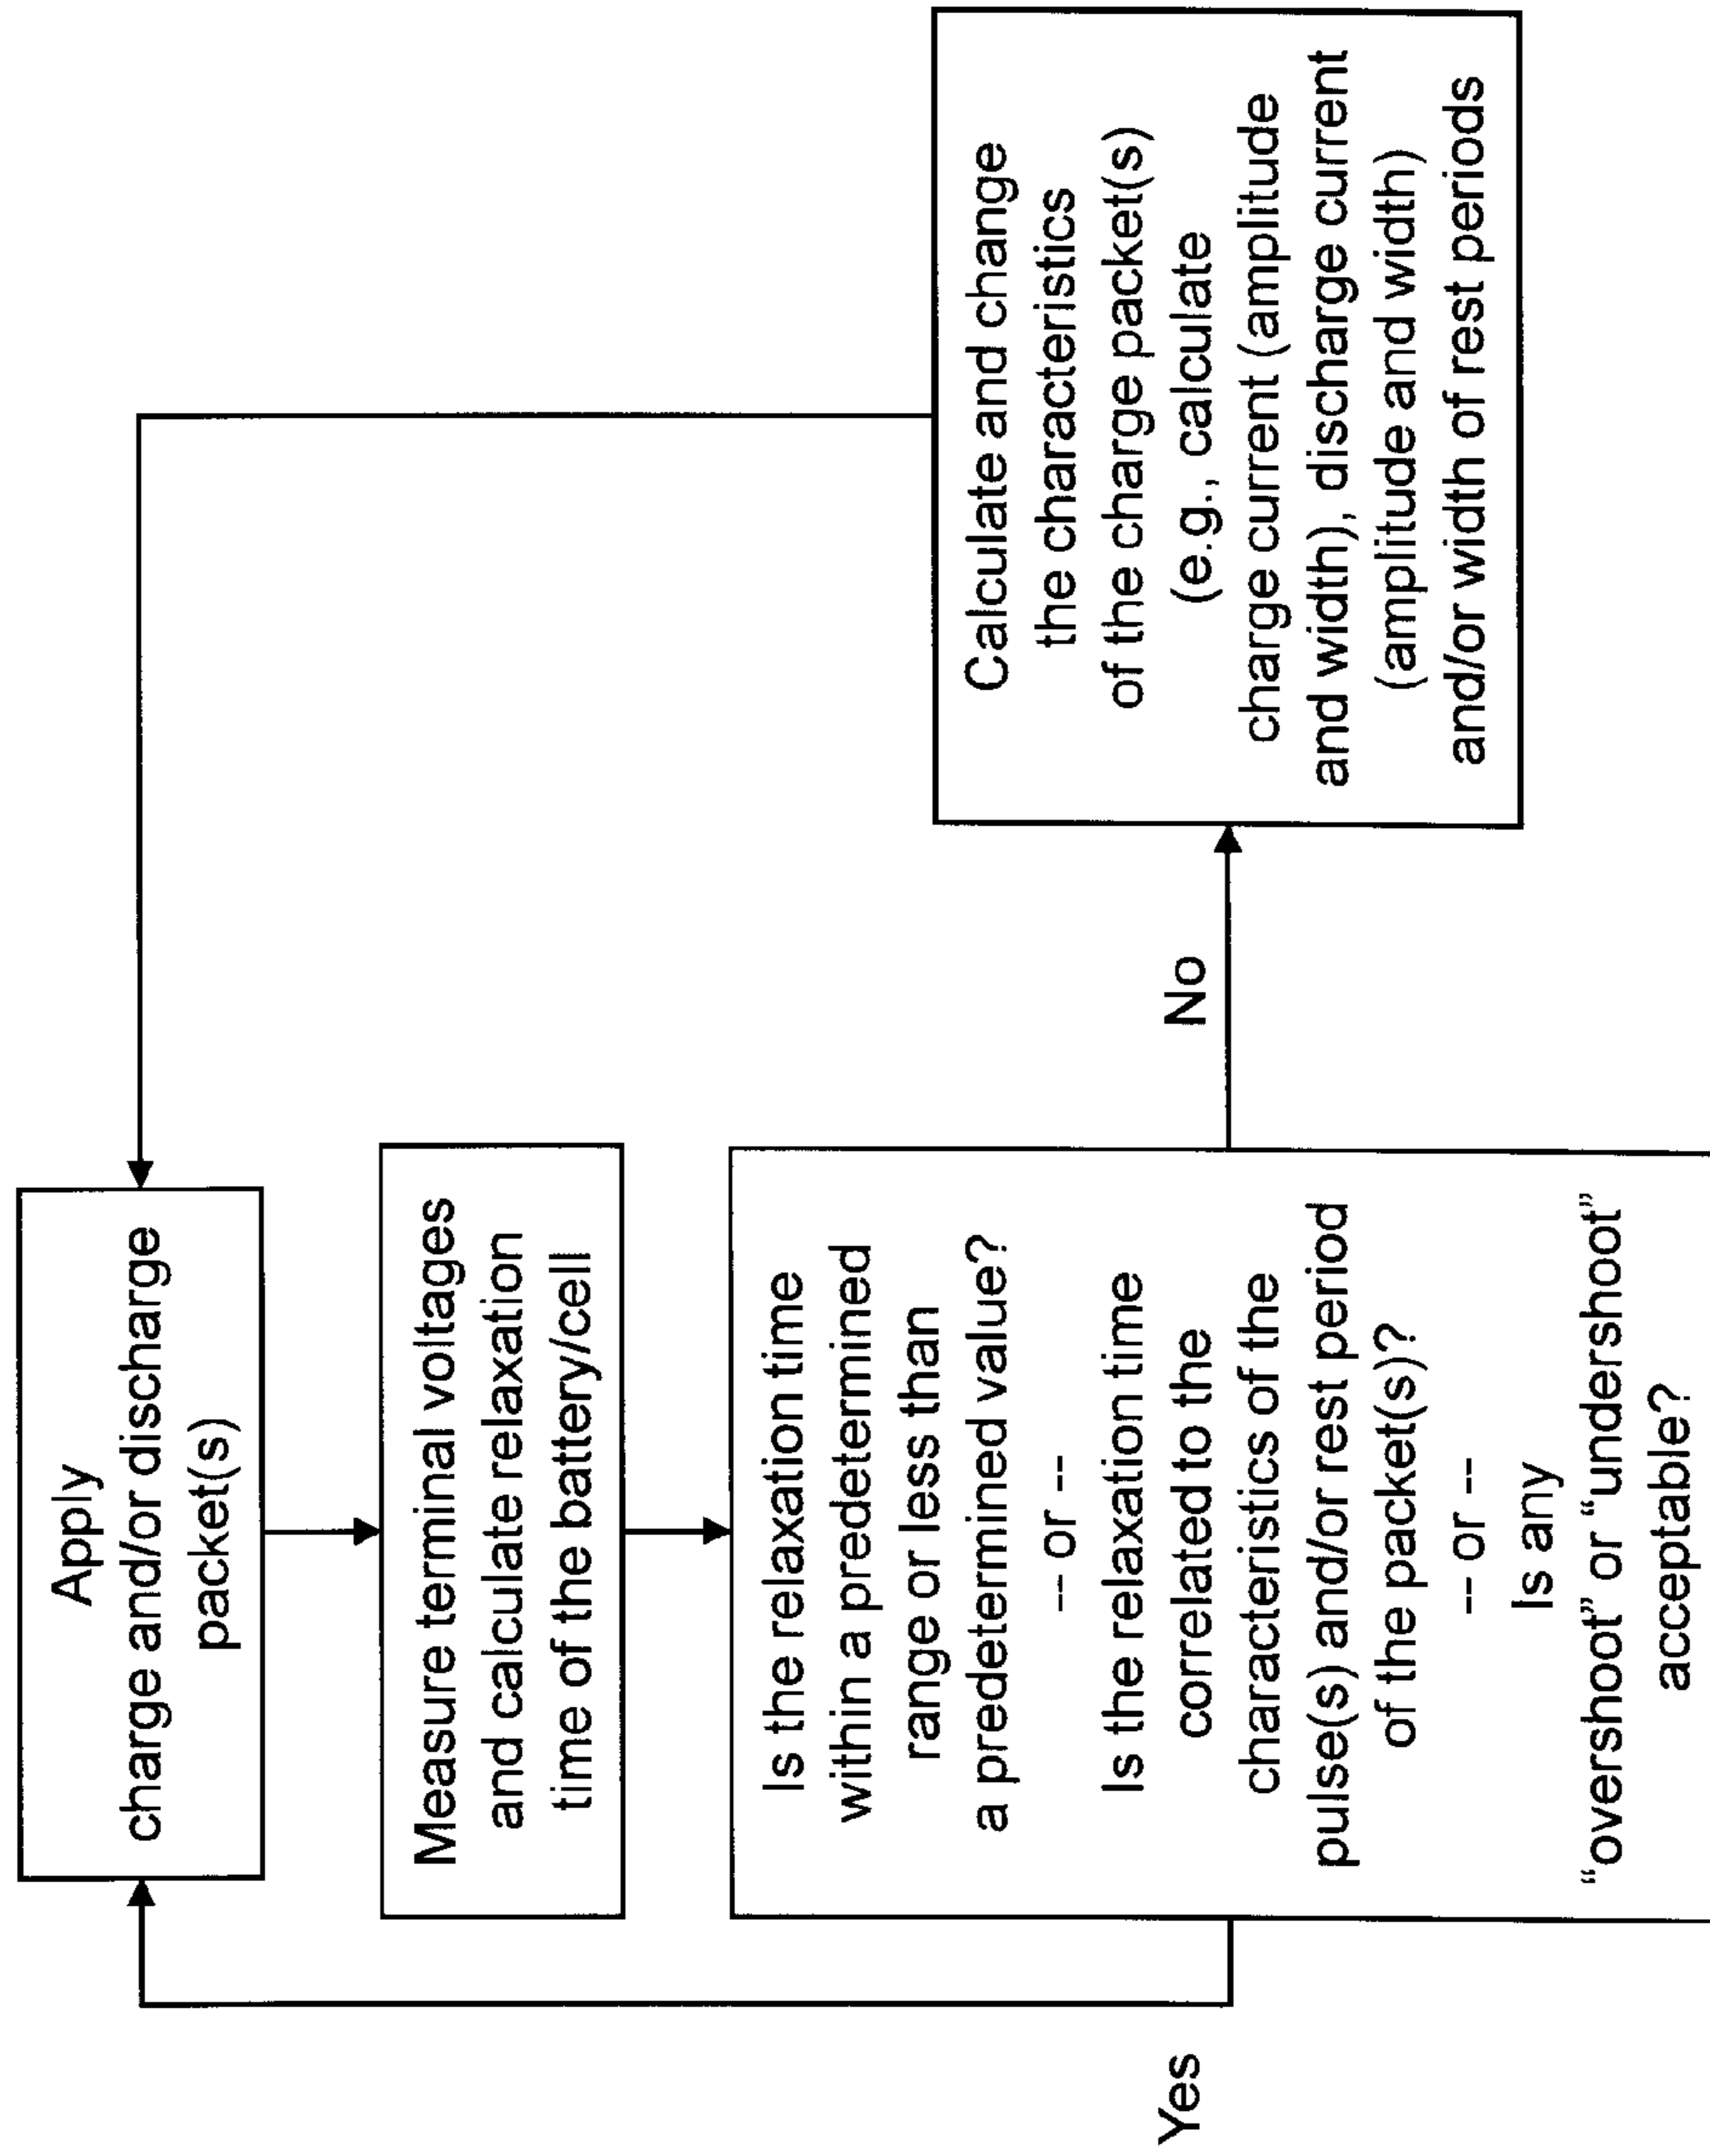 Apply
charge and/or discharge
packet(s)
Measure terminal voltages
and calculate relaxation
time of the battery/cell
Is the relaxation time
within a predetermined
range or less than
a predetermined value?
-- or --
Is the relaxation time
correlated to the
characteristics of the
pulse(s) and/or rest period
of the packet(s)?
-- or --
Is any
“overshoot” or “undershoot”
acceptable?
Yes
No
Calculate and change
the characteristics
of the charge packet(s)
(e.g., calculate
charge current (amplitude
and width), discharge current
(amplitude and width)
and/or width of rest periods